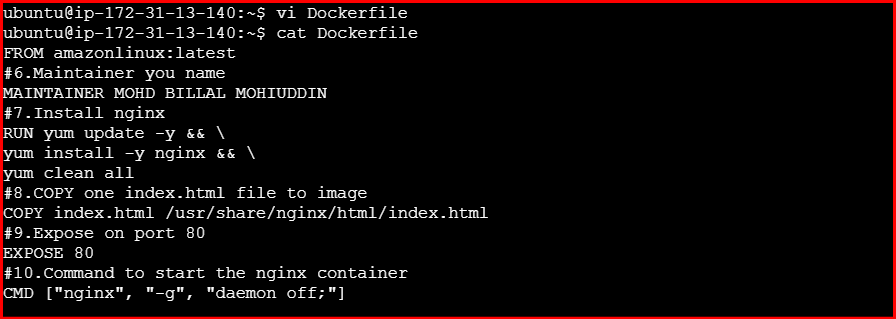 ubuntu@ip-172-31-13-140:~$ vi Dockerfile
ubuntu@ip-172-31-13-140:~$ cat Dockerfile
FROM amazonlinux:latest
#6.Maintainer you name
MAINTAINER MOHD BILLAL MOHIUDDIN
#7.Install nginx
RUN yum update -y && \
yum install -y nginx && \
yum clean all
#8.COPY one index.html file to image
COPY index.html /usr/share/nginx/html/index.html
#9.Expose on port 80
EXPOSE 80
#10.Command to start the nginx container
CMD ["nginx", "-g", "daemon off;"]